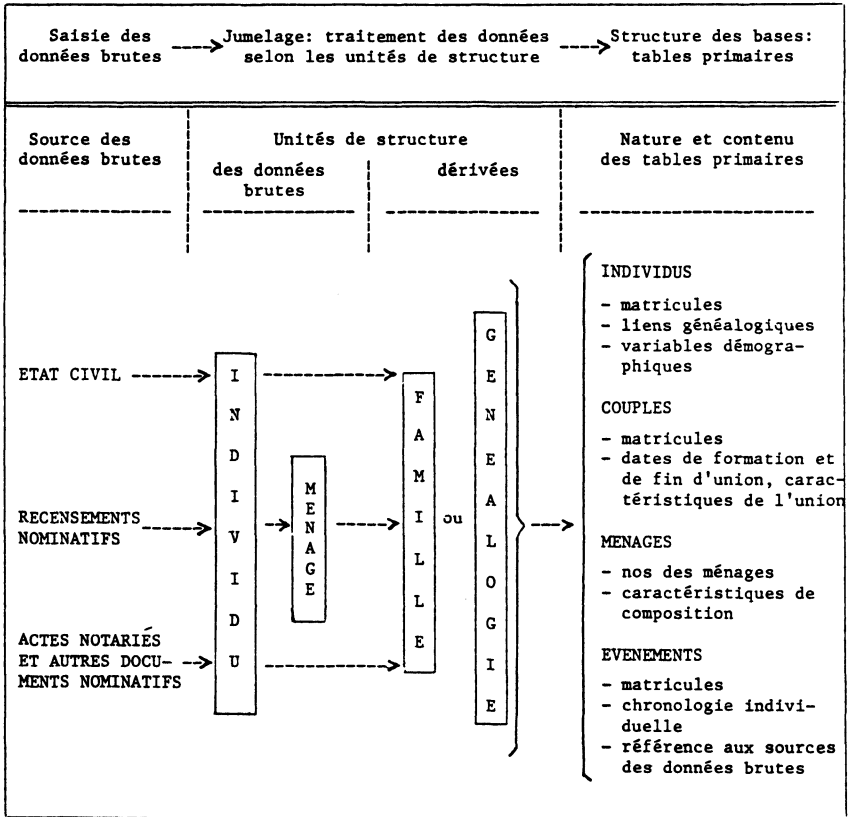 Saisie des
données brutes
Jumelage: traitement des données
selon les unités de structure
Structure des bases:
tables primaires
Source des
données brutes
Unités de structure
des données
brutes
dérivées
Nature et contenu
des tables primaires
ETAT CIVIL
RECENSEMENTS
NOMINATIFS
ACTES NOTARIÉS
ET AUTRES DOCU-
MENTS NOMINATIFS
INDIVIDU
MENAGE
FAMILLE
ou
GENEALOGIE
INDIVIDUS
- matricules
- liens généalogiques
- variables démogra-
phiques
COUPLES
- matricules
- dates de formation et
de fin d'union, carac-
téristiques de l'union
MENAGES
- nos des ménages
- caractéristiques de
composition
EVENEMENTS
- matricules
- chronologie indivi-
duelle
- référence aux sources
des données brutes